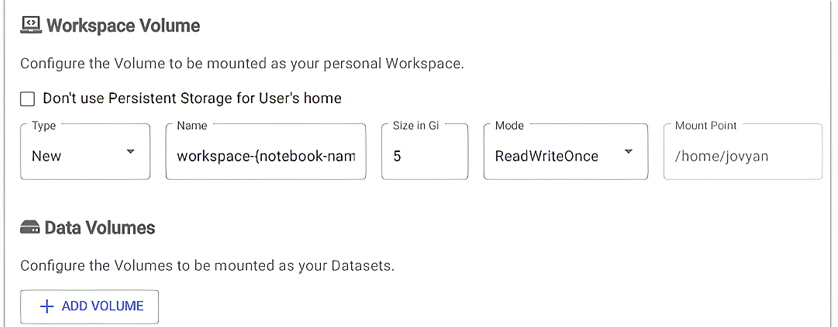 Workspace Volume
Configure the Volume to be mounted as your personal Workspace.
Don't use Persistent Storage for User's home
Type Name Size in Gi Mode Mount Point
New workspace-{notebook-nam 5 ReadWriteOnce /home/jovyan
Data Volumes
Configure the Volumes to be mounted as your Datasets.
+ ADD VOLUME